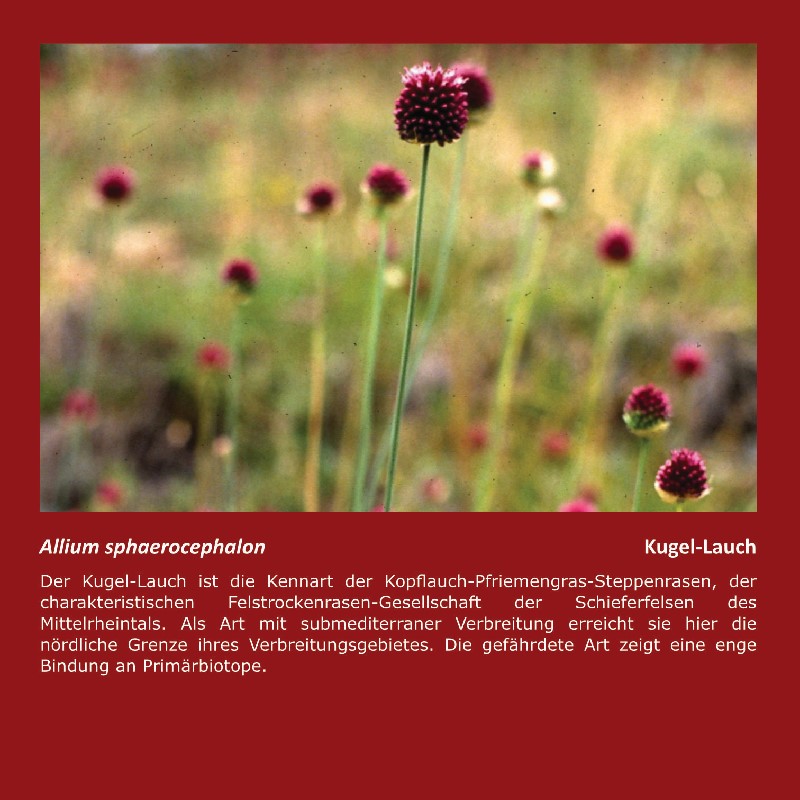 Allium sphaerocephalon Kugel-Lauch
Der Kugel-Lauch ist die Kennart der Kopflauch-Pfriemengras-Steppenrasen, der
charakteristischen Felstrockenrasen-Gesellschaft der Schieferfelsen des
Mittelrheintals. Als Art mit submediterraner Verbreitung erreicht sie hier die
nördliche Grenze ihres Verbreitungsgebietes. Die gefährdete Art zeigt eine enge
Bindung an Primärbiotope.